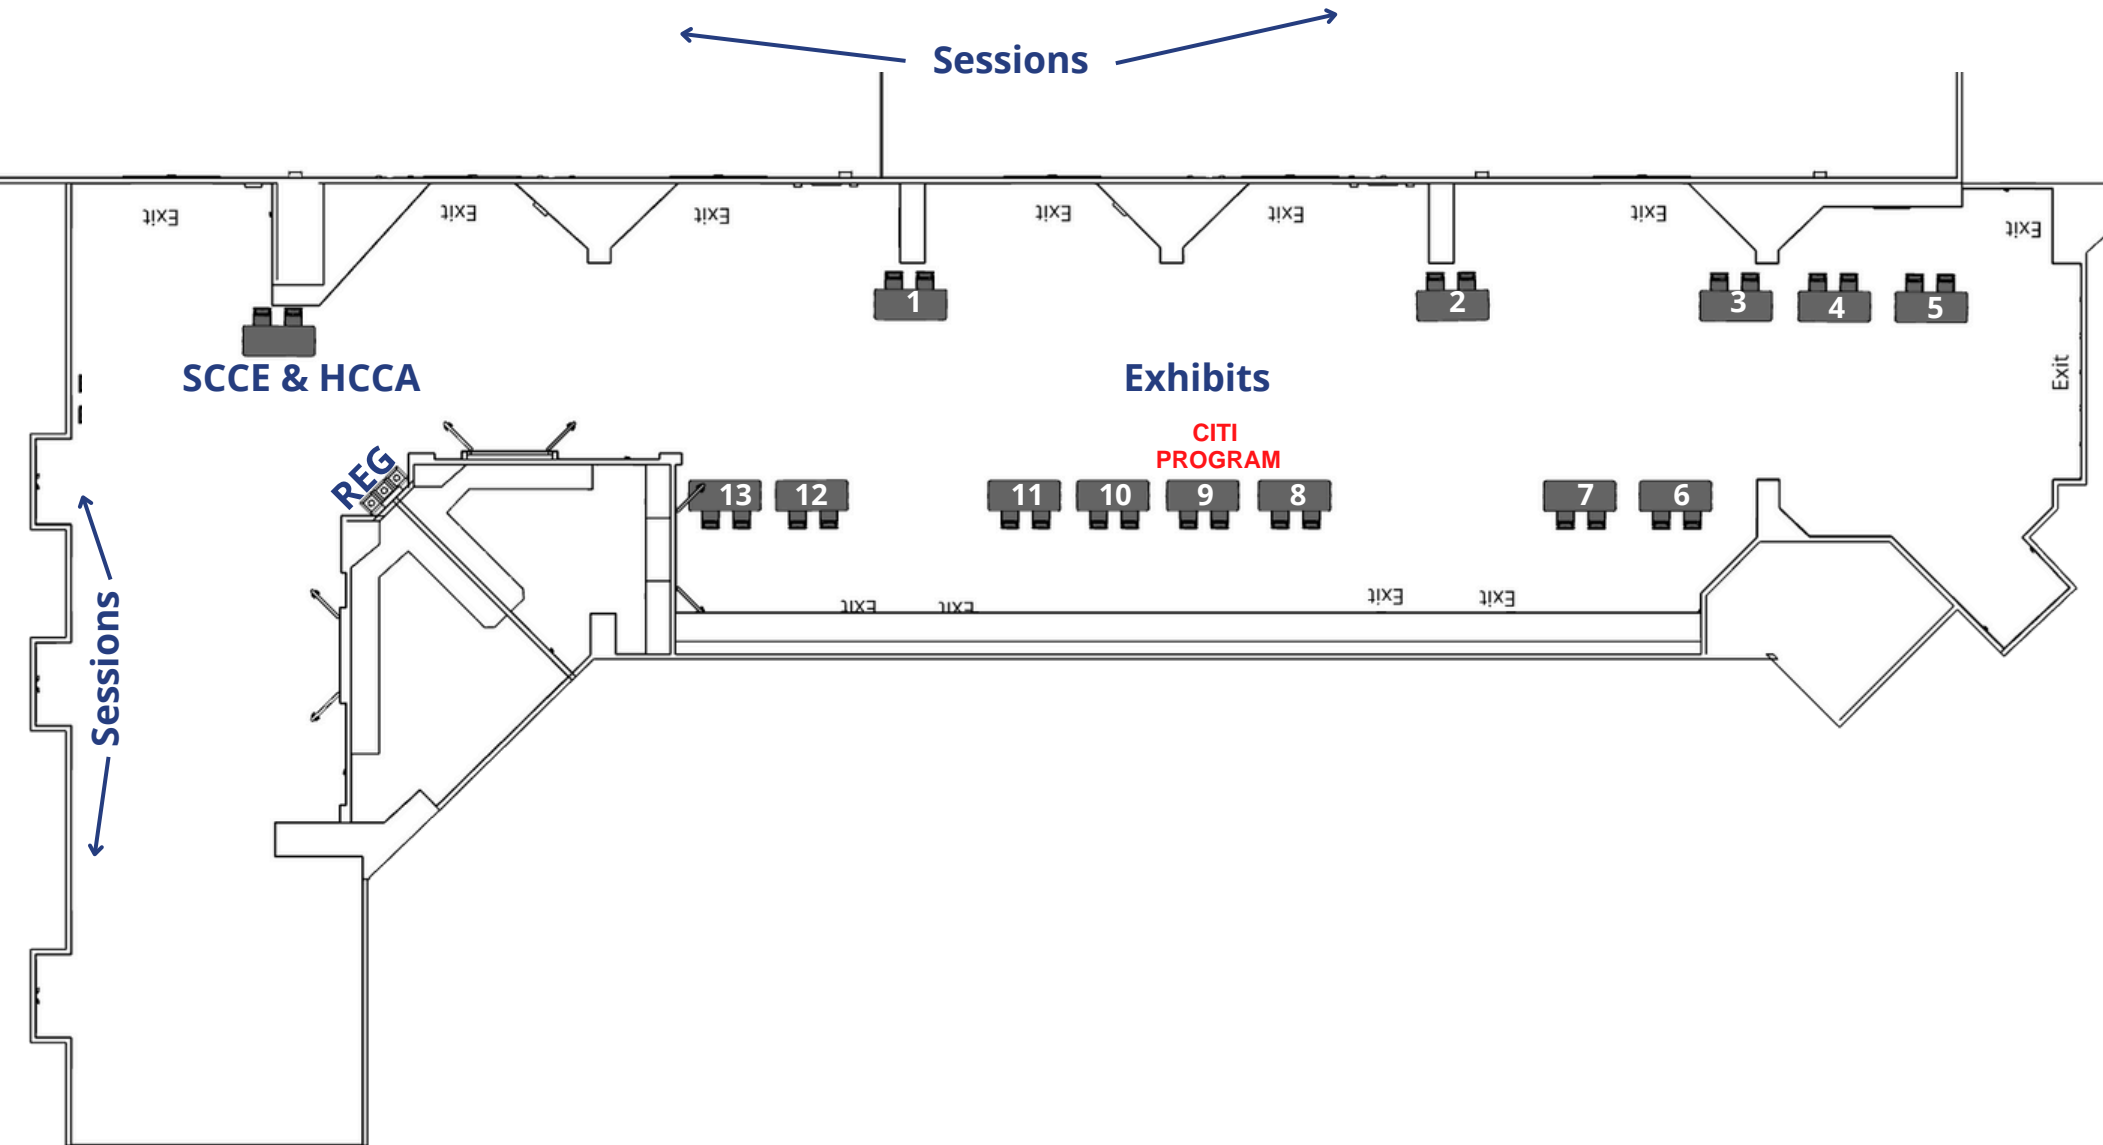 Sessions
Exit
Exit
Exit
Exit
Exit
Exit
Exit
1
2
3
4
5
SCCE & HCCA
Exhibits
Exit
CITI
PROGRAM
REG
13
12
11
10
9
8
7
6
Exit
Exit
Exit
Exit
Sessions